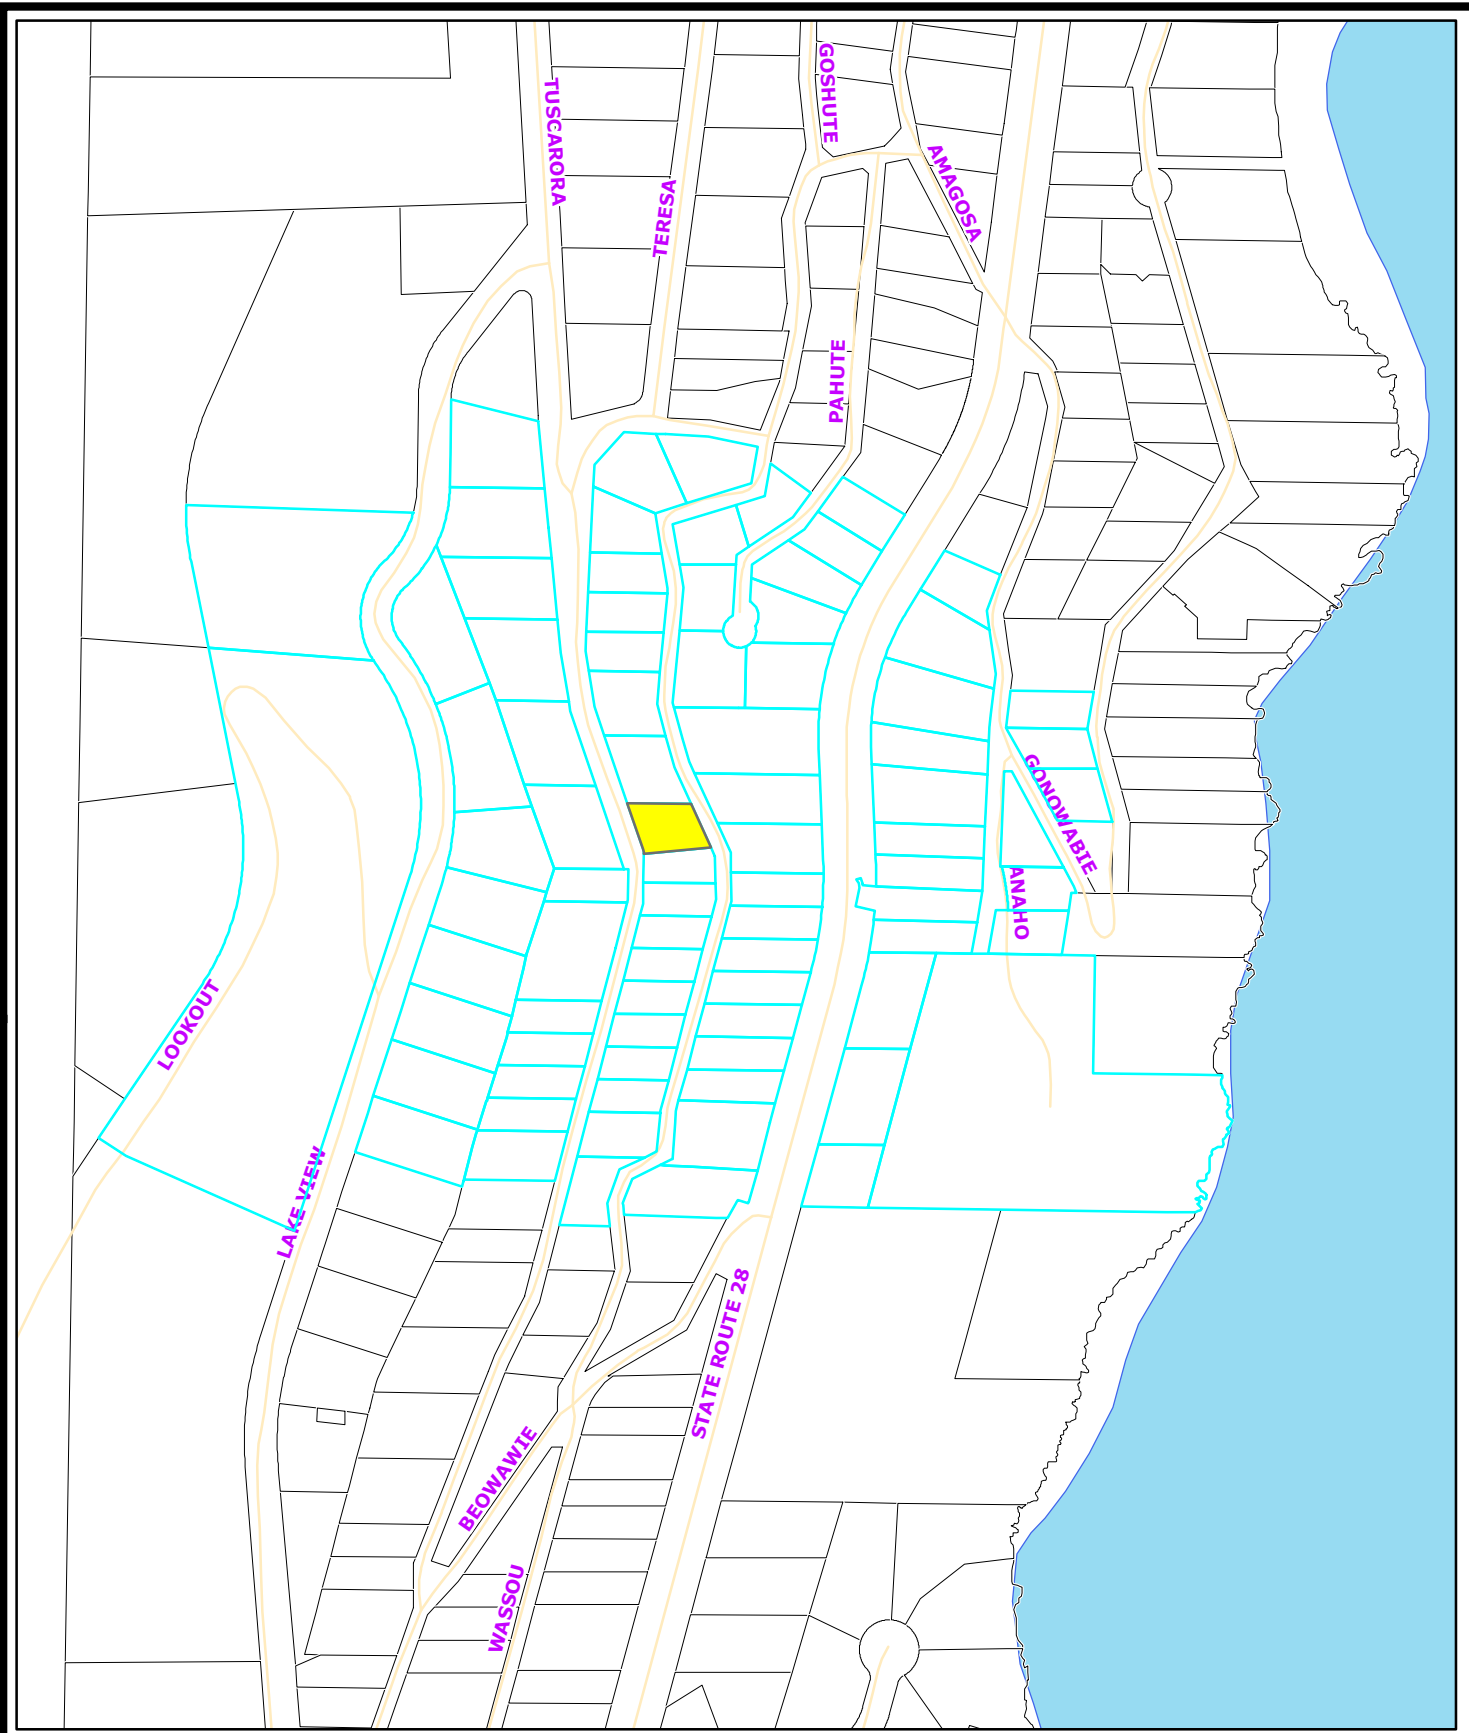 GOSHUTE
TUSCARORA
AMAGOSA
TERESA
PAHUTE
GONOWABIE
ANAHO
LOOKOUT
LAKE VIEW
STATE ROUTE 28
BEOWAWIE
WASSOU